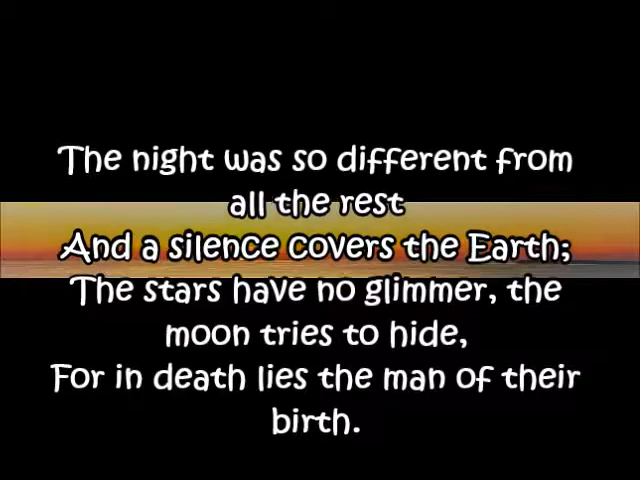 The night was so different from
all the rest
And a silence covers the Earth;
The stars have no glimmer, the
moon tries to hide,
For in death lies the man of their
birth.